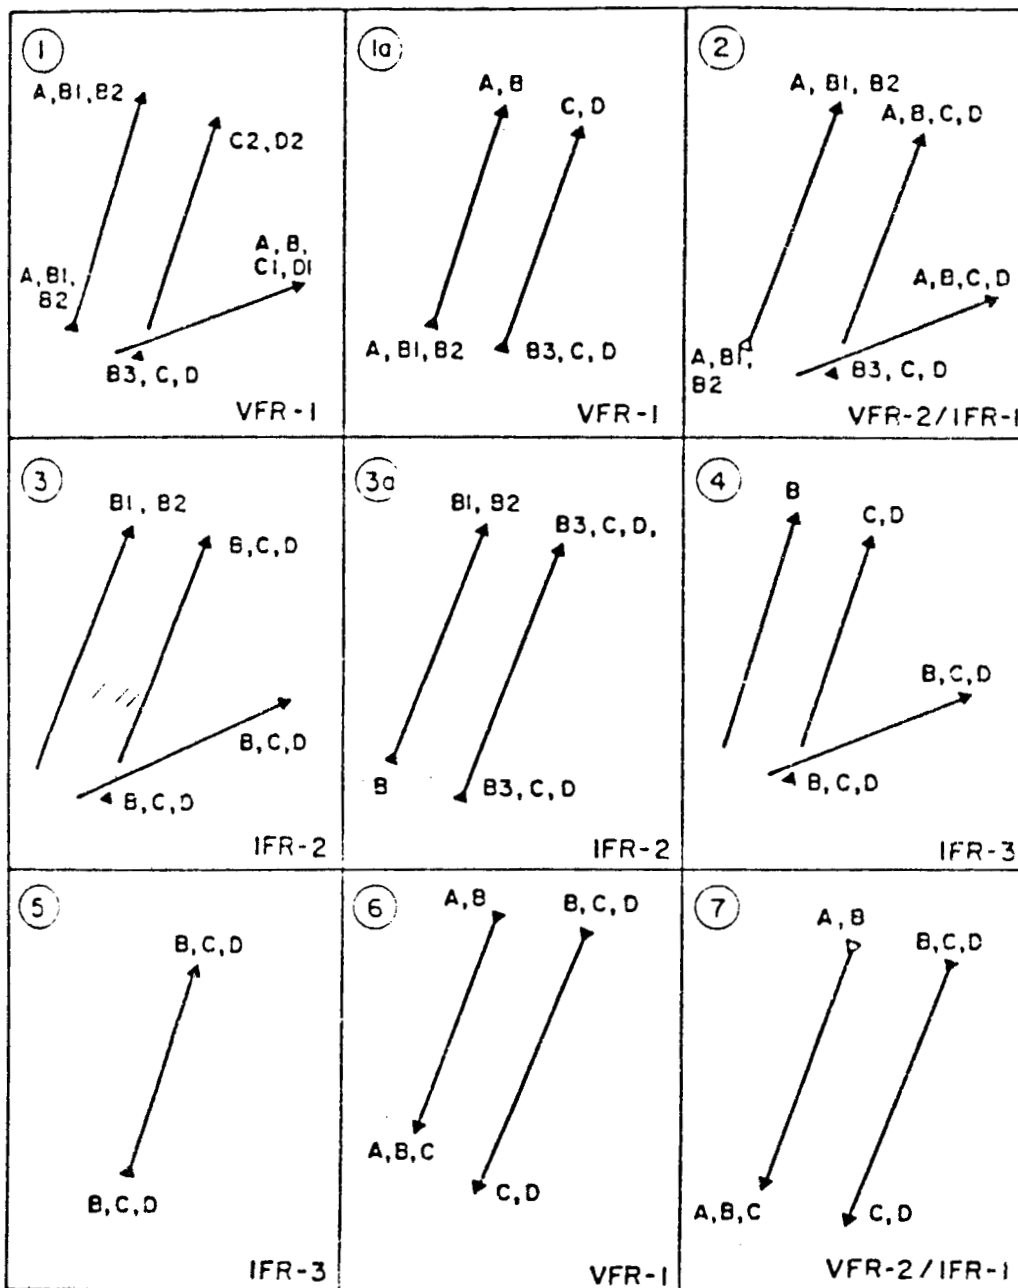 1
A, B1, B2
C2, D2
A, B,
C1, D1
A, B1,
B2
B3, C, D
VFR-1
1a
A, B
C, D
A, B1, B2
B3, C, D
VFR-1
2
A, B1, B2
A, B, C, D
A, B, C, D
A, B1,
B2
B3, C, D
VFR-2/IFR-1
3
B1, B2
B, C, D
B, C, D
B, C, D
IFR-2
3a
B1, B2
B3, C, D,
B
B3, C, D
IFR-2
4
B
C, D
B, C, D
B, C, D
IFR-3
5
B, C, D
B, C, D
IFR-3
6
A, B
B, C, D
A, B, C
C, D
VFR-1
7
A, B
B, C, D
A, B, C
C, D
VFR-2/IFR-1